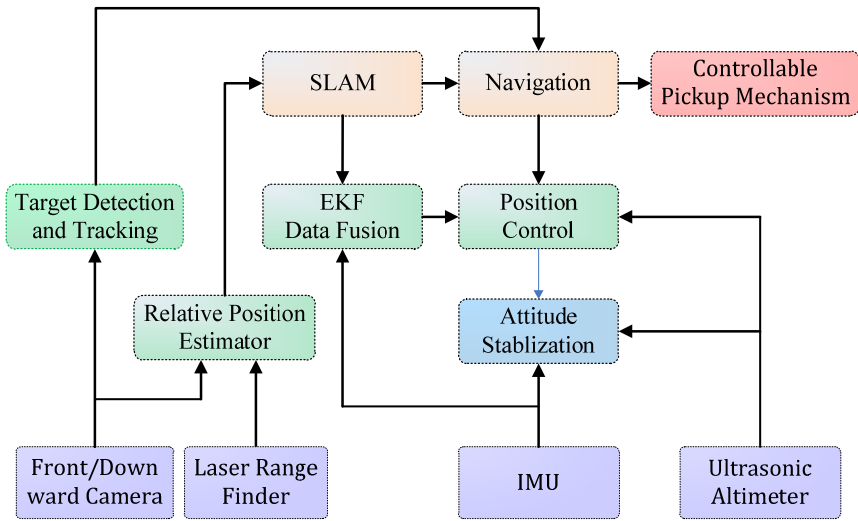 SLAM
Navigation
Controllable
Pickup Mechanism
Target Detection
and Tracking
EKF
Data Fusion
Position
Control
Relative Position
Estimator
Attitude
Stablization
Front/Down
ward Camera
Laser Range
Finder
IMU
Ultrasonic
Altimeter